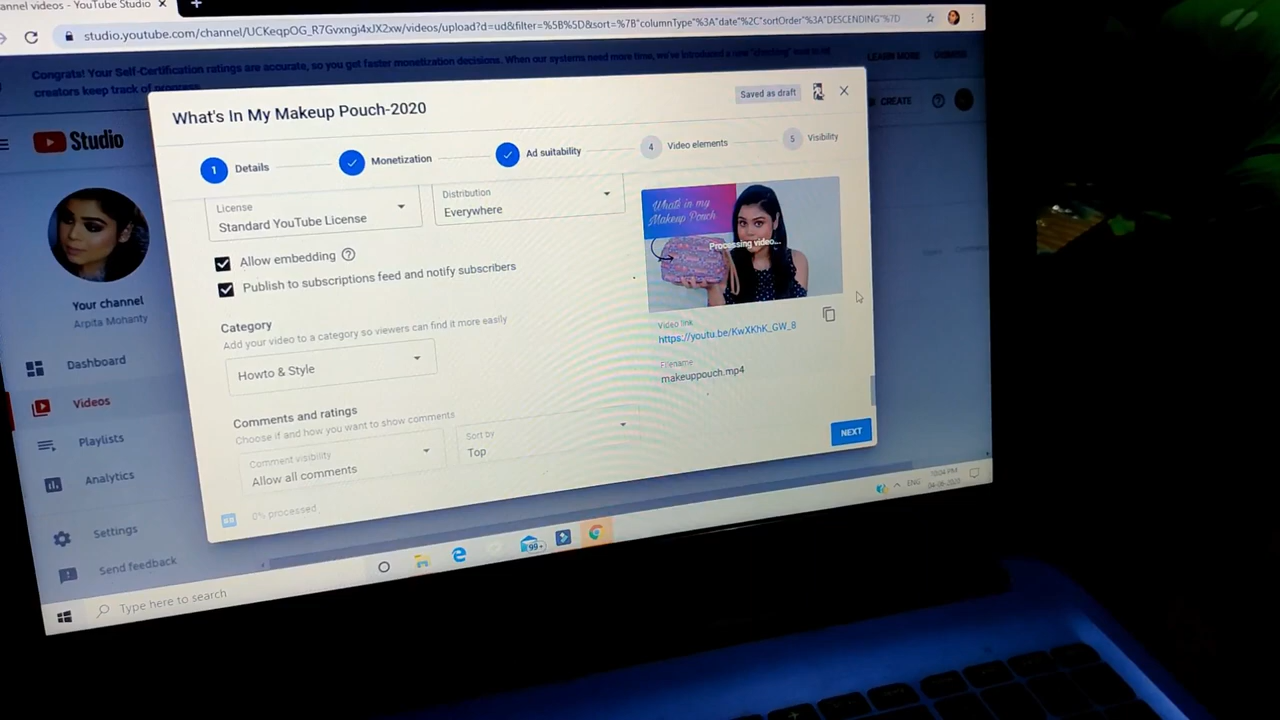 annel videos - YouTube Studio
studio.youtube.com/channel/UCKeqpOG_R7Gvxngi4xJX2xw/videos/upload?d=ud&filter=%5B%5D&sort=%7B"columnType"%3A"date"%2C"sortOrder"%3A"DESCENDING"%7D
Congrats! Your Self-Certification ratings are accurate, so you get faster monetization decisions. When our systems need more time, we've introduced a new "checking"
creators keep track of progress
LEARN MORE
DISMISS
Studio
CREATE
What's In My Makeup Pouch-2020
Saved as draft
1 Details
Monetization
Ad suitability
4 Video elements
5 Visibility
License
Standard YouTube License
Distribution
Everywhere
Allow embedding
Publish to subscriptions feed and notify subscribers
Category
Add your video to a category so viewers can find it more easily
Howto & Style
Comments and ratings
Choose if and how you want to show comments
Comment visibility
Allow all comments
Sort by
Top
0% processed
What's in my
Makeup Pouch
Processing video...
Video link
https://youtu.be/KwXKhK_GW_8
Filename
makeuppouch.mp4
NEXT
Your channel
Arpita Mohanty
Dashboard
Videos
Playlists
Analytics
Settings
Send feedback
Type here to search
99+
ENG
10:04 PM
04-06-2020